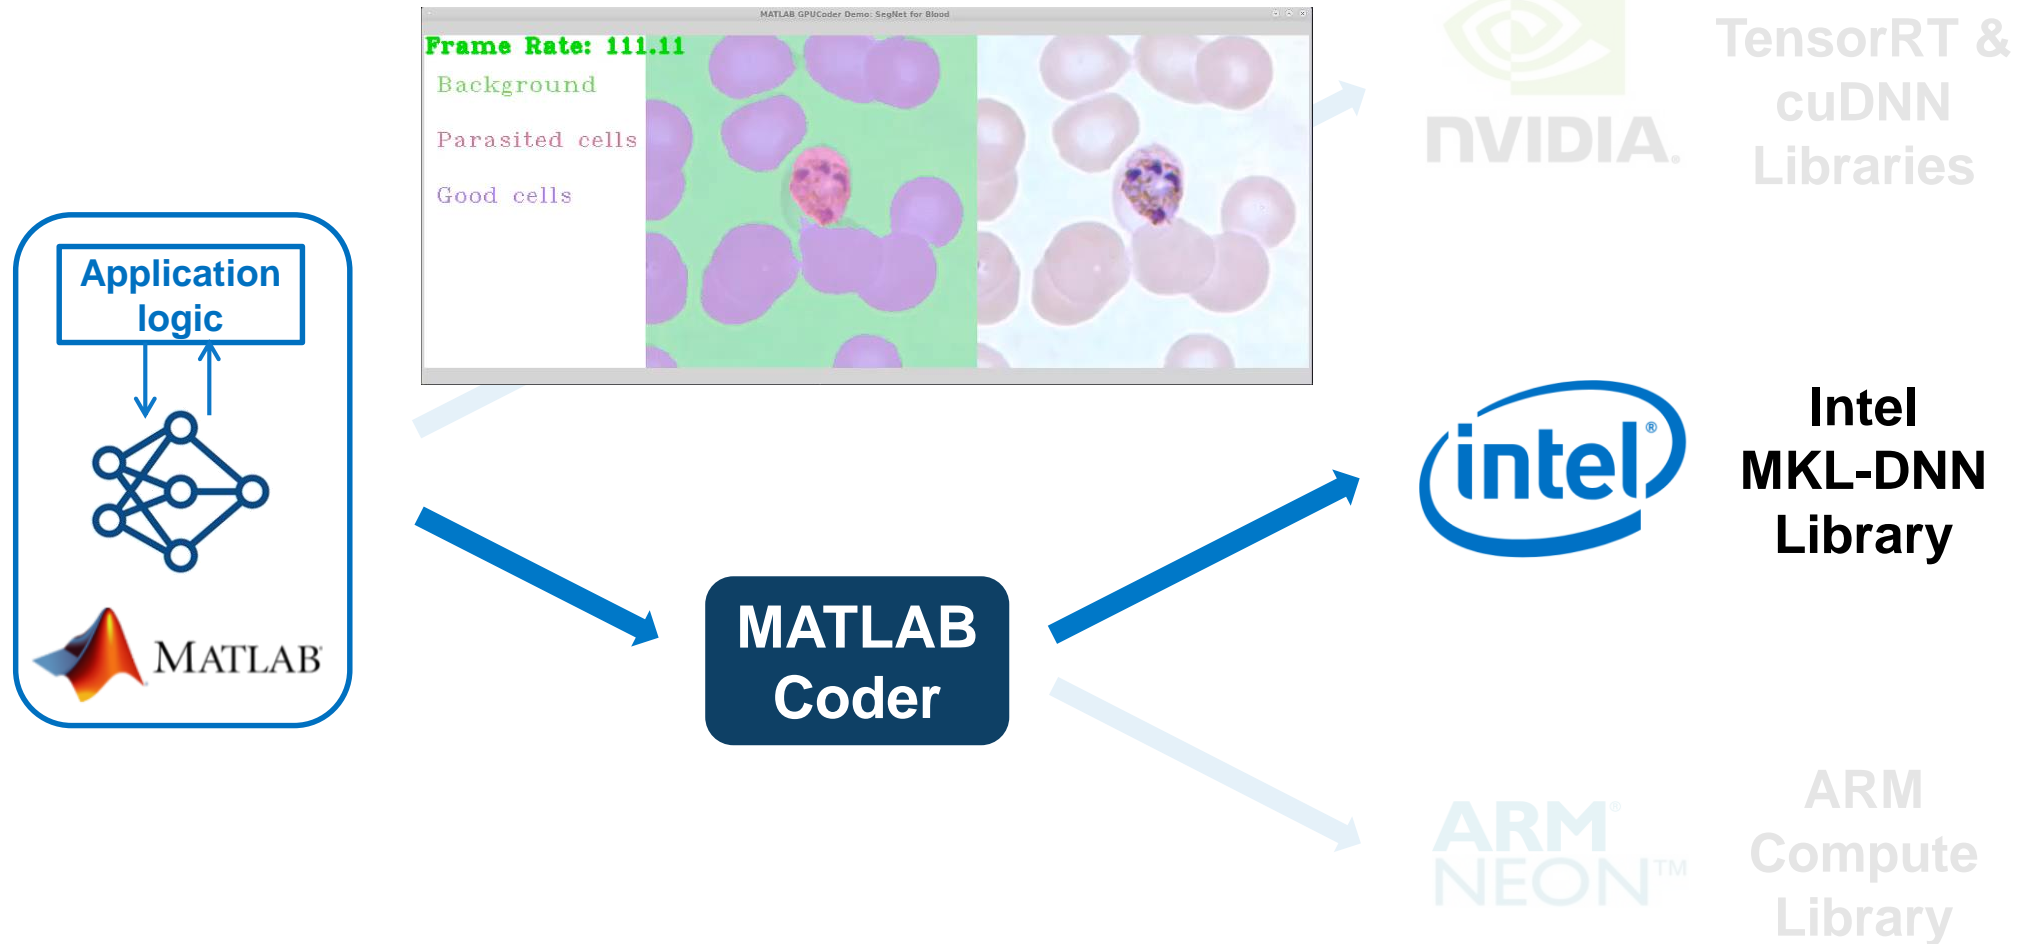 MATLAB GPUCoder Demo: SegNet for Blood
Frame Rate: 111.11
Background
Parasited cells
Good cells
Application
logic
MATLAB
MATLAB
Coder
NVIDIA.
TensorRT &
cuDNN
Libraries
intel®
Intel
MKL-DNN
Library
ARM®
NEON™
ARM
Compute
Library